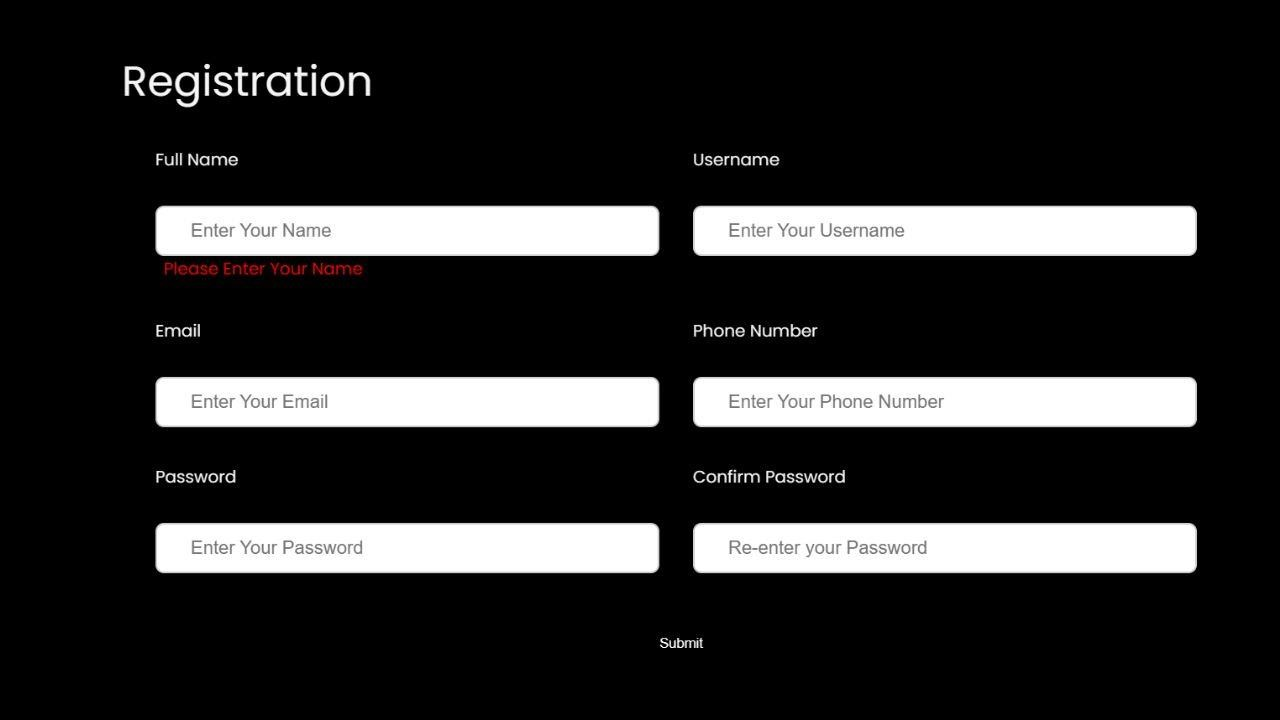 Registration
Full Name
Username
Enter Your Name
Enter Your Username
Please Enter Your Name
Email
Phone Number
Enter Your Email
Enter Your Phone Number
Password
Confirm Password
Enter Your Password
Re-enter your Password
Submit